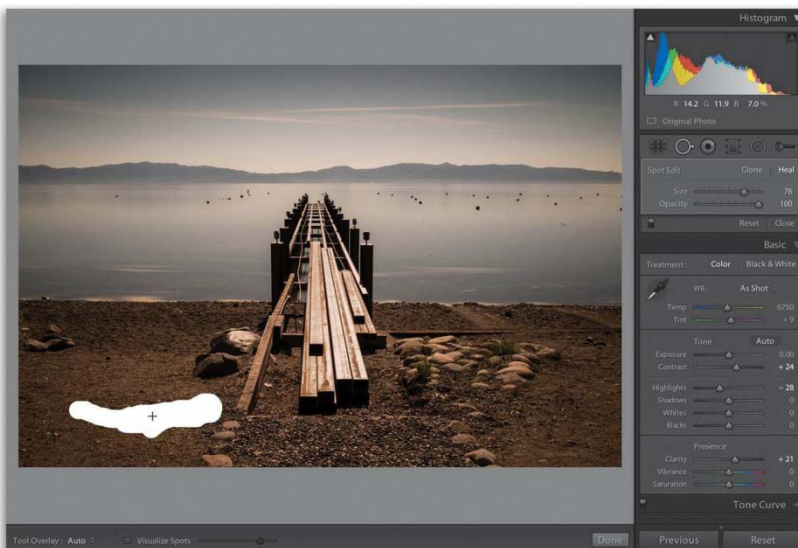 Histogram
R 14.2 G 11.9 B 7.0 %
Original Photo
Spot Edit : Clone Heal
Size 76
Opacity 100
Reset Close
Basic
Treatment : Color Black & White
WB : As Shot
Temp 6750
Tint + 9
Tone Auto
Exposure 0.00
Contrast + 24
Highlights − 28
Shadows 0
Whites 0
Blacks 0
Presence
Clarity + 21
Vibrance 0
Saturation 0
Tone Curve
Tool Overlay : Auto Visualize Spots Done Previous Reset